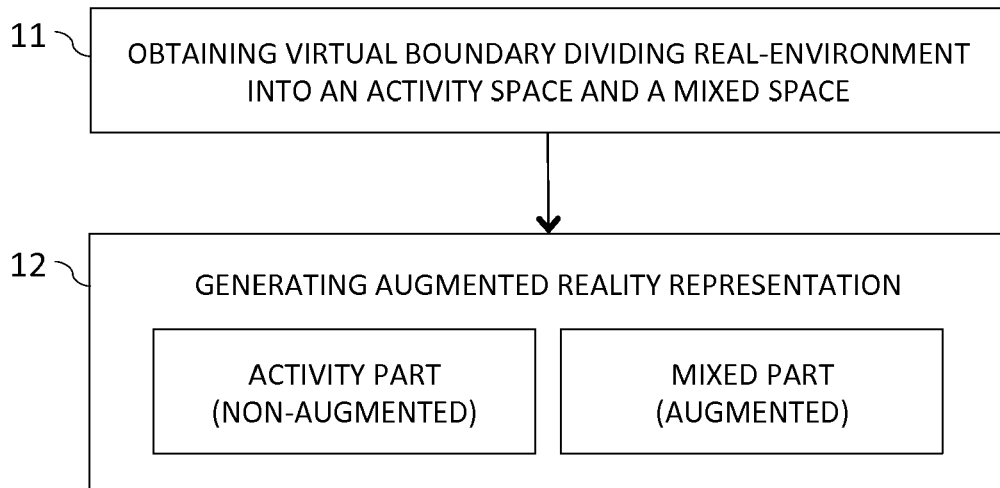 11
OBTAINING VIRTUAL BOUNDARY DIVIDING REAL-ENVIRONMENT
INTO AN ACTIVITY SPACE AND A MIXED SPACE
12
GENERATING AUGMENTED REALITY REPRESENTATION
ACTIVITY PART
(NON-AUGMENTED)
MIXED PART
(AUGMENTED)